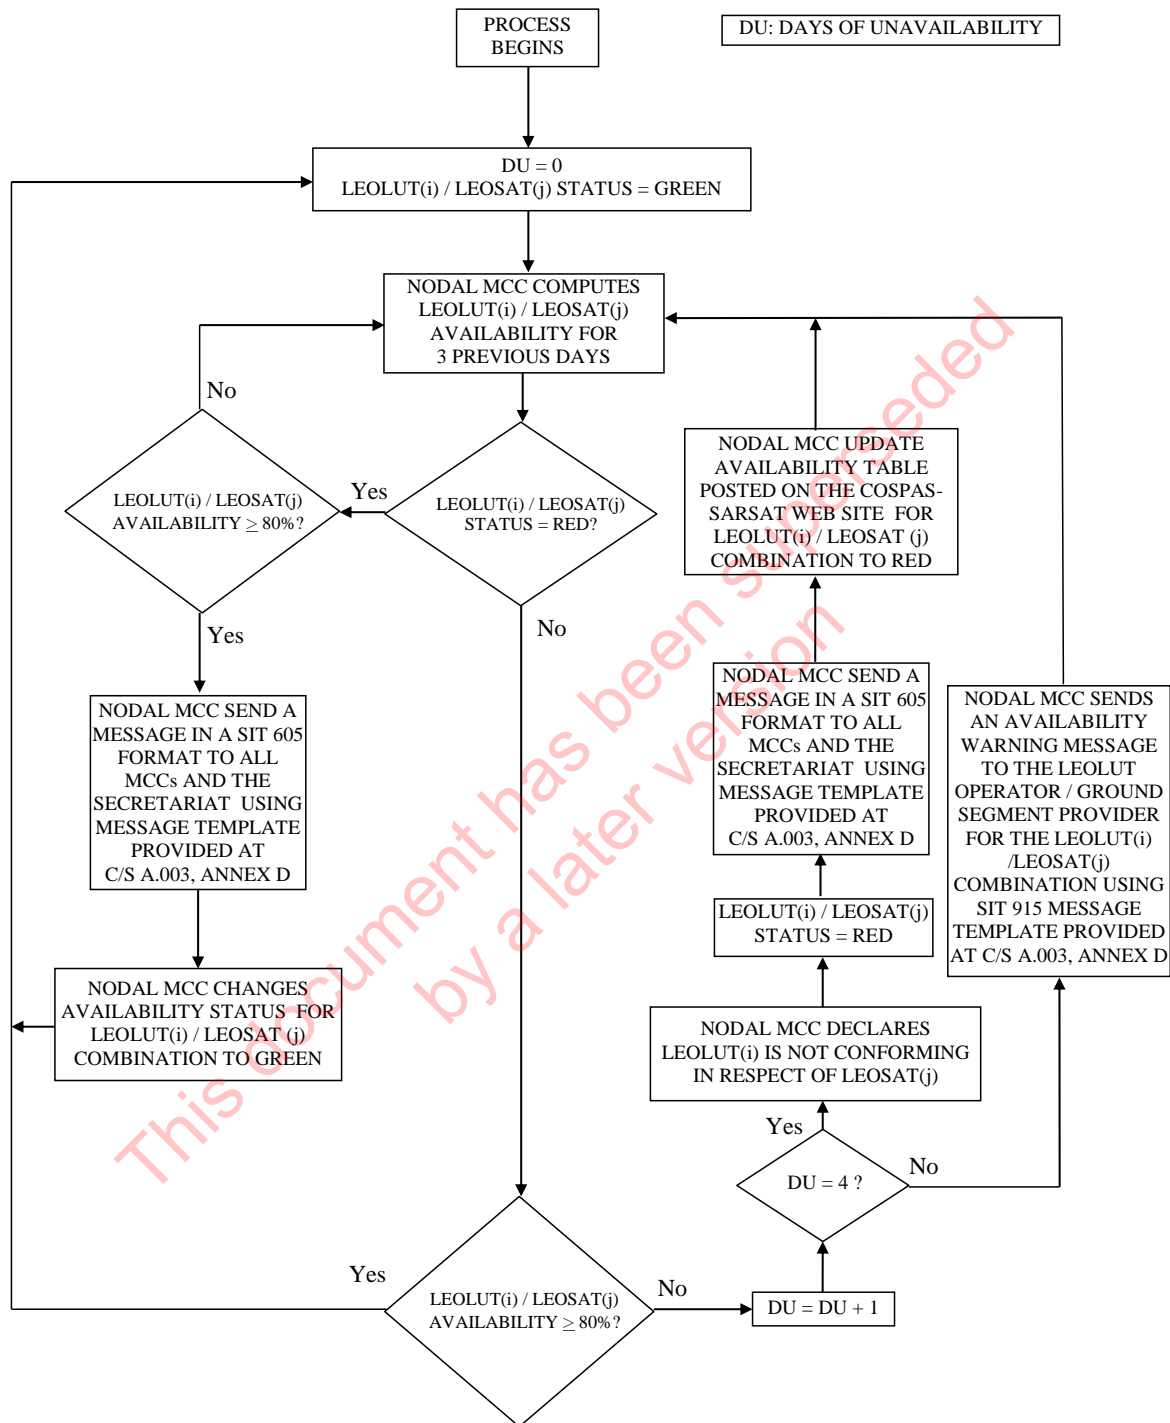 PROCESS
BEGINS
DU: DAYS OF UNAVAILABILITY
DU = 0
LEOLUT(i) / LEOSAT(j) STATUS = GREEN
NODAL MCC COMPUTES
LEOLUT(i) / LEOSAT(j)
AVAILABILITY FOR
3 PREVIOUS DAYS
No
LEOLUT(i) / LEOSAT(j)
AVAILABILITY ≥ 80%?
Yes
LEOLUT(i) / LEOSAT(j)
STATUS = RED?
NODAL MCC UPDATE
AVAILABILITY TABLE
POSTED ON THE COSPAS-
SARSAT WEB SITE FOR
LEOLUT(i) / LEOSAT (j)
COMBINATION TO RED
Yes
No
NODAL MCC SEND A
MESSAGE IN A SIT 605
FORMAT TO ALL
MCCs AND THE
SECRETARIAT USING
MESSAGE TEMPLATE
PROVIDED AT
C/S A.003, ANNEX D
NODAL MCC SEND A
MESSAGE IN A SIT 605
FORMAT TO ALL
MCCs AND THE
SECRETARIAT USING
MESSAGE TEMPLATE
PROVIDED AT
C/S A.003, ANNEX D
NODAL MCC SENDS
AN AVAILABILITY
WARNING MESSAGE
TO THE LEOLUT
OPERATOR / GROUND
SEGMENT PROVIDER
FOR THE LEOLUT(i)
/LEOSAT(j)
COMBINATION USING
SIT 915 MESSAGE
TEMPLATE PROVIDED
AT C/S A.003, ANNEX D
LEOLUT(i) / LEOSAT(j)
STATUS = RED
NODAL MCC CHANGES
AVAILABILITY STATUS FOR
LEOLUT(i) / LEOSAT (j)
COMBINATION TO GREEN
NODAL MCC DECLARES
LEOLUT(i) IS NOT CONFORMING
IN RESPECT OF LEOSAT(j)
Yes
DU = 4 ?
No
Yes
LEOLUT(i) / LEOSAT(j)
AVAILABILITY ≥ 80%?
No
DU = DU + 1
This document has been superseded
by a later version